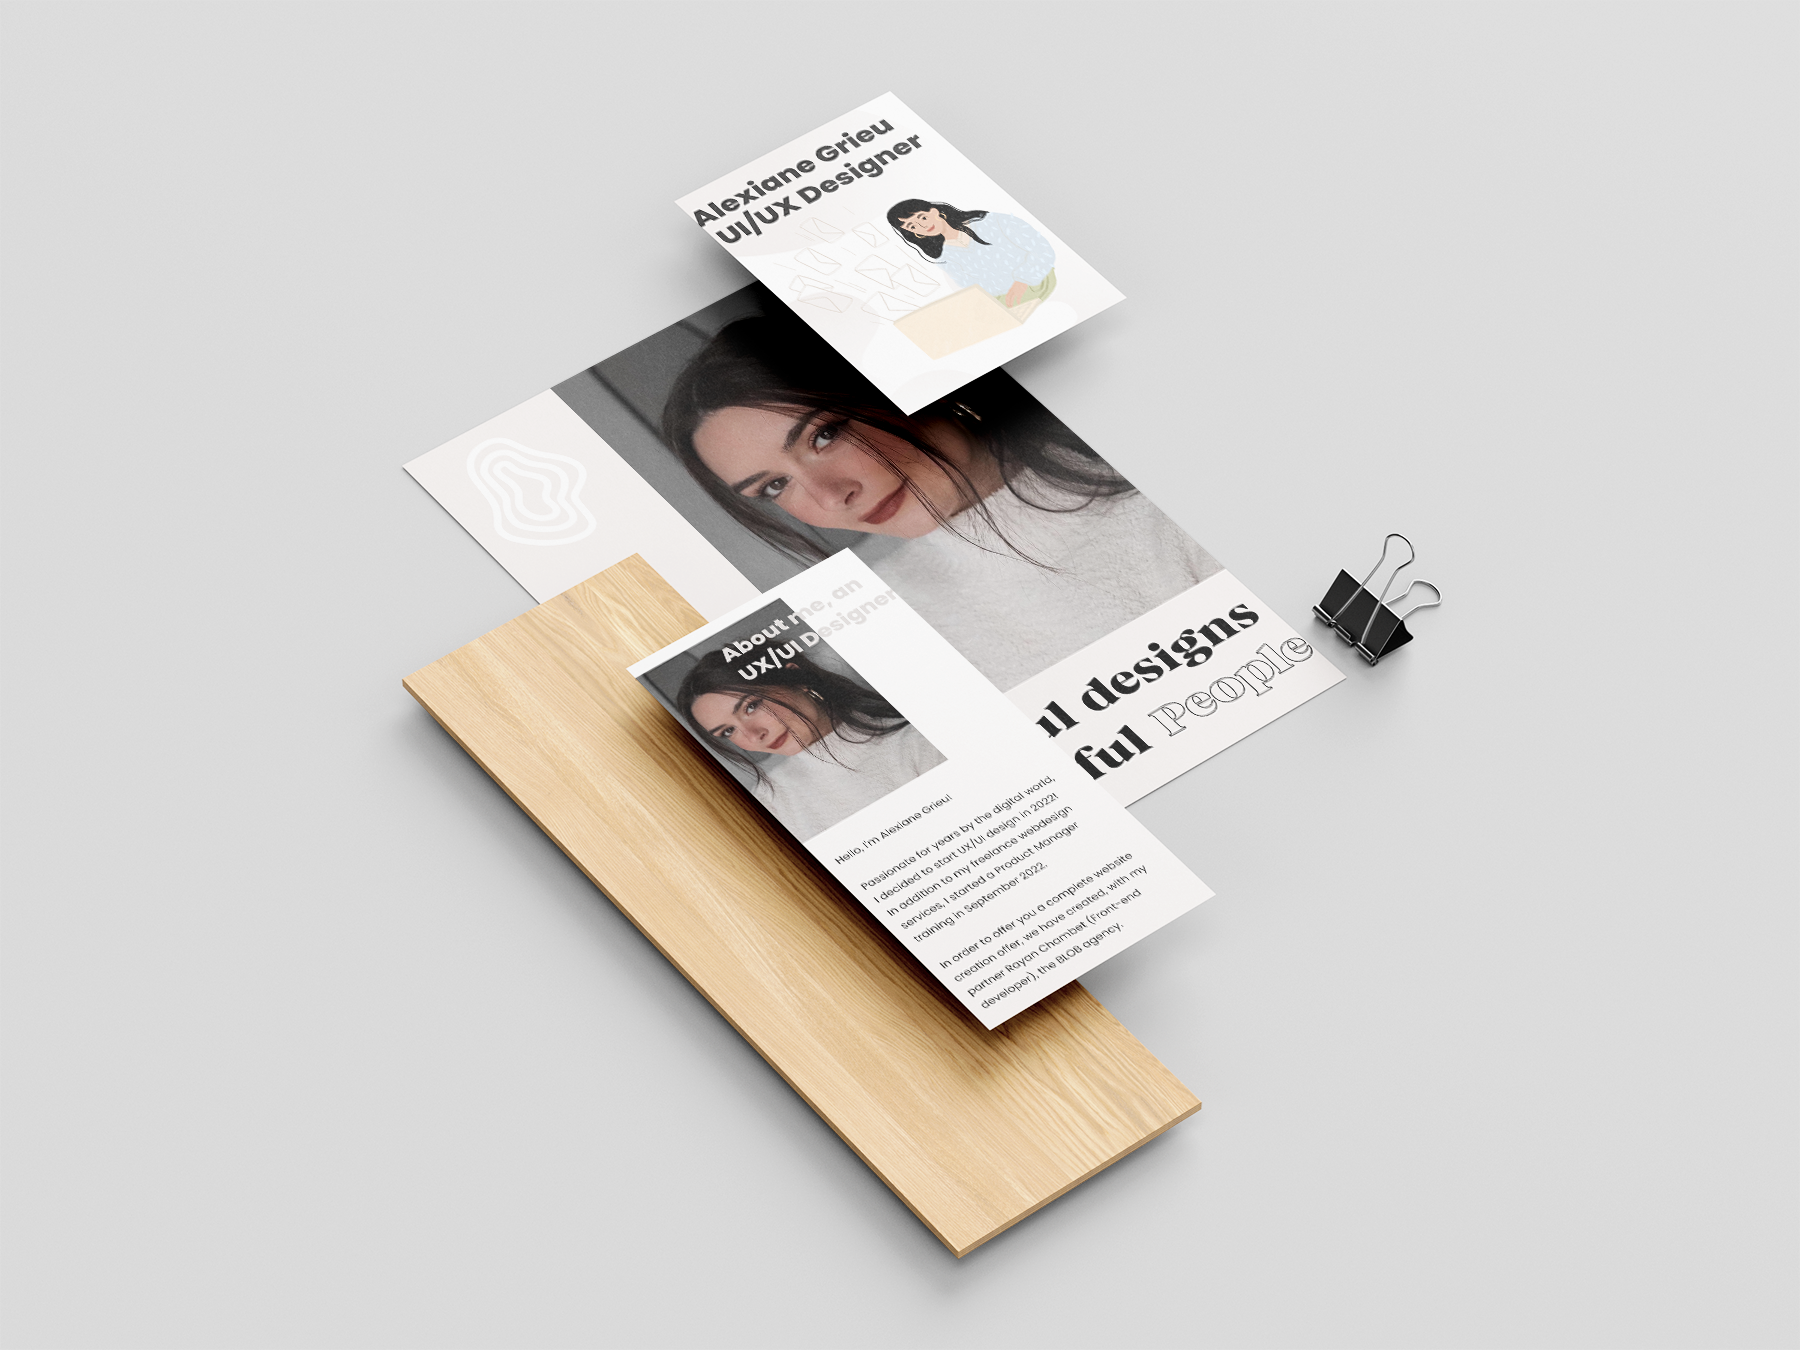 Alexiane Grieu
UI/UX Designer
ul designs
ful People
About me, an
UX/UI Designer
Hello, i'm Alexiane Grieu!
Passionate for years by the digital world,
I decided to start UX/UI design in 2022!
In addition to my freelance webdesign
services, I started a Product Manager
training in September 2022.
In order to offer you a complete website
creation offer, we have created, with my
partner Rayan Chambet (Front-end
developer), the BLOB agency.